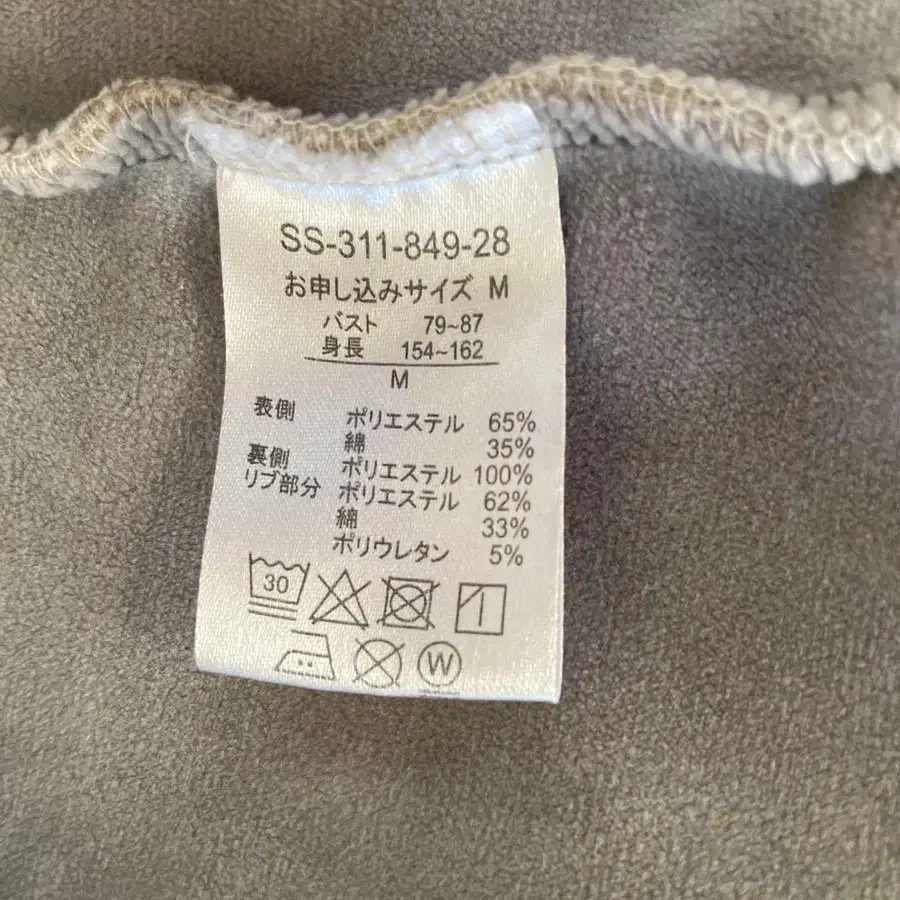 SS-311-849-28
お申し込みサイズ M
バスト 79~87
身長 154~162
M
表側 ポリエステル 65%
綿 35%
裏側 ポリエステル 100%
リブ部分 ポリエステル 62%
綿 33%
ポリウレタン 5%
30
W